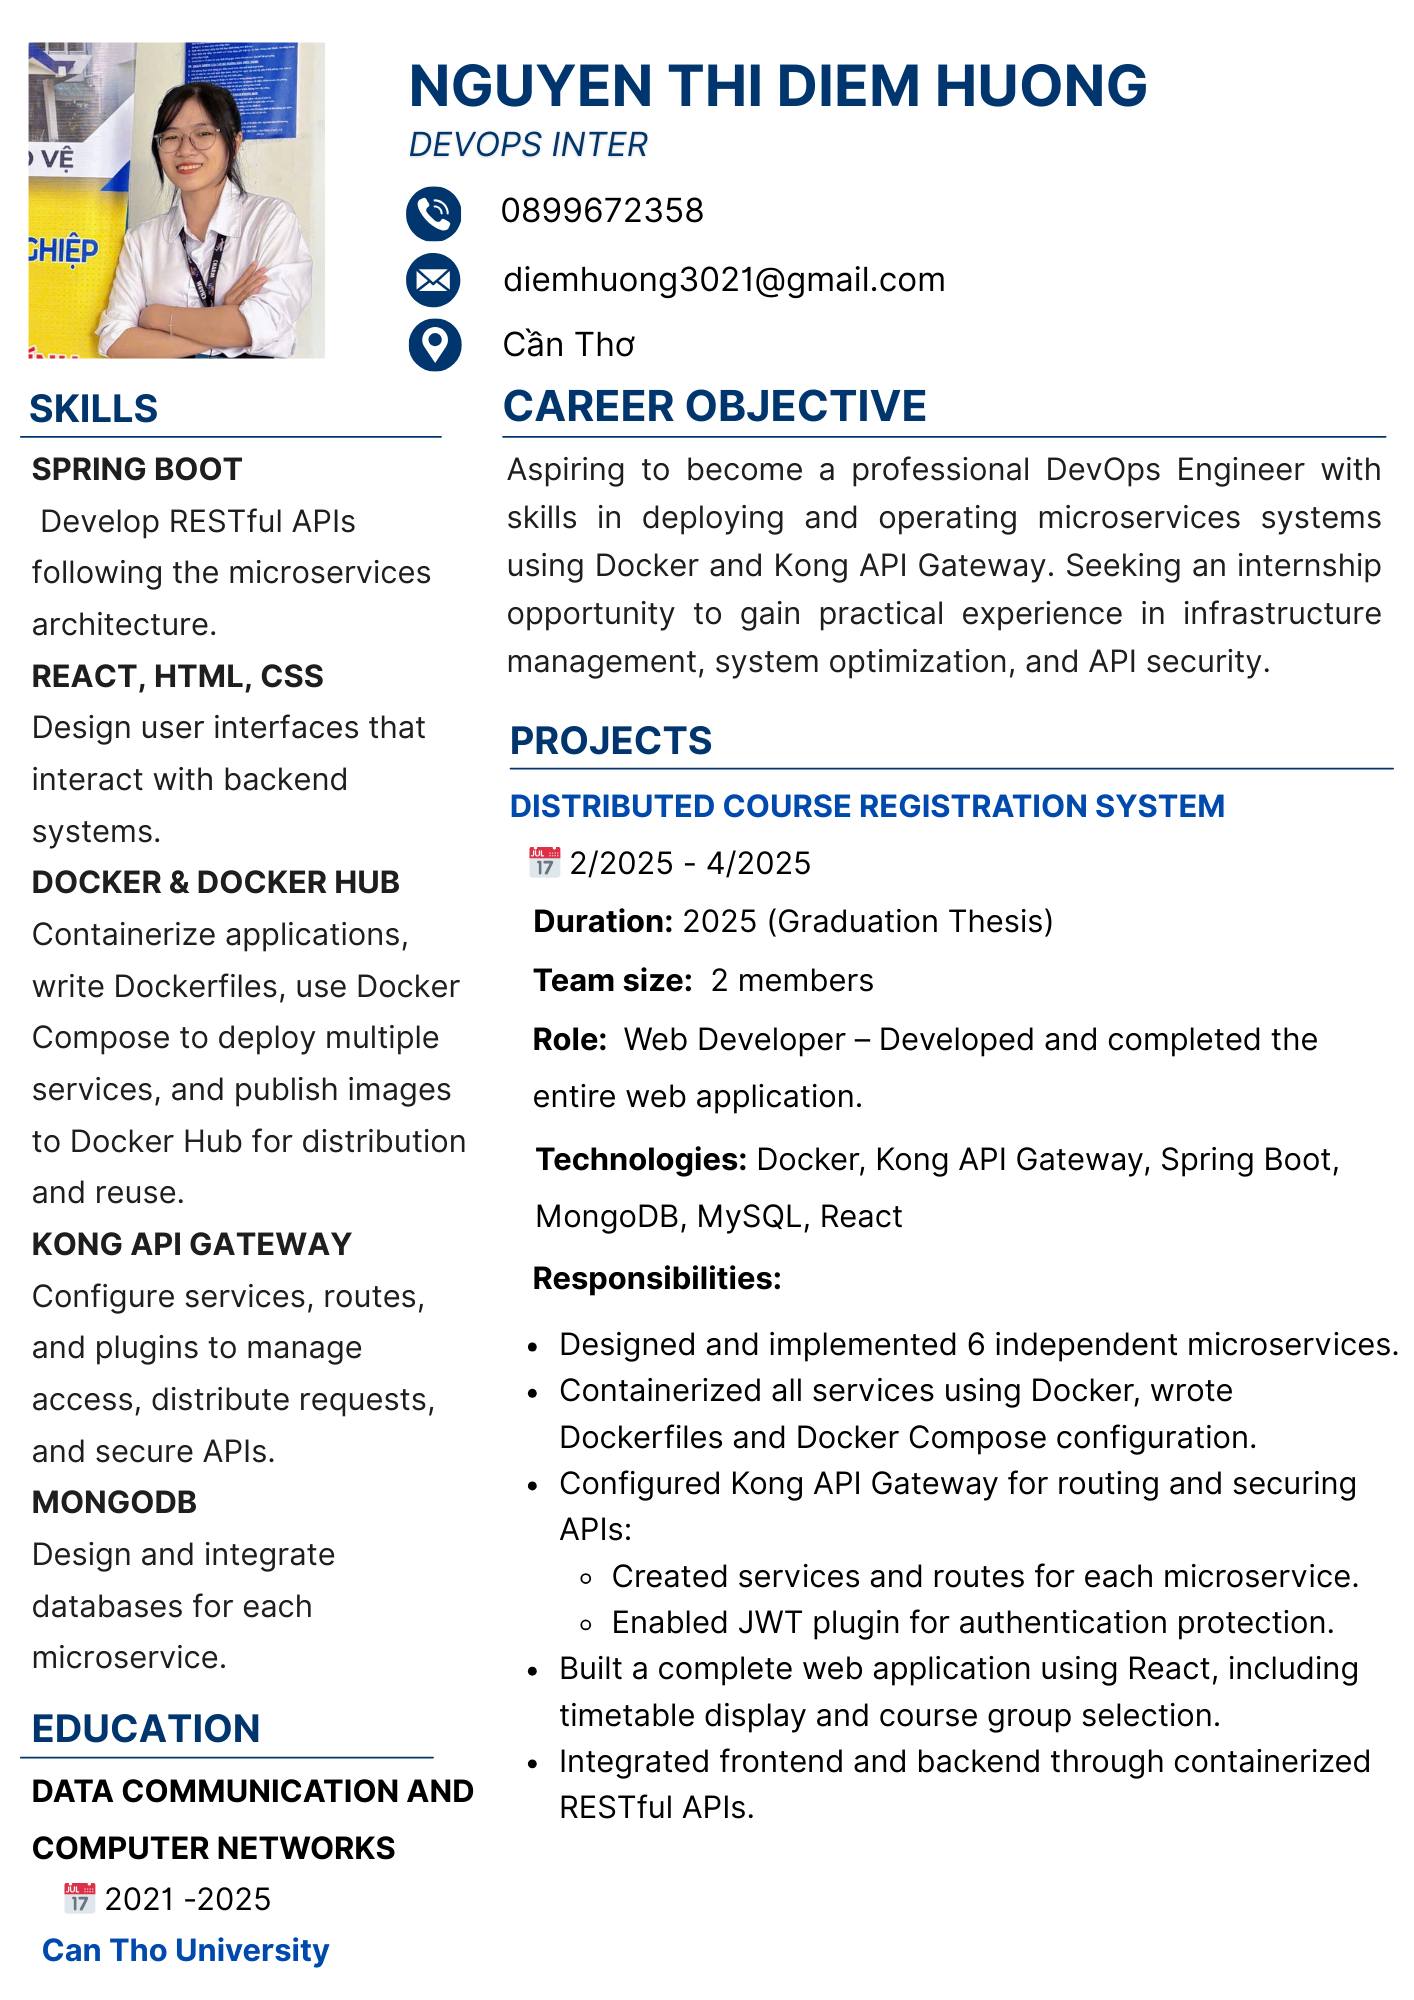 Ộ VỆ
GHIỆP
NGUYEN THI DIEM HUONG
DEVOPS INTER
0899672358
diemhuong3021@gmail.com
Cần Thơ
SKILLS
SPRING BOOT
Develop RESTful APIs
following the microservices
architecture.
REACT, HTML, CSS
Design user interfaces that
interact with backend
systems.
DOCKER & DOCKER HUB
Containerize applications,
write Dockerfiles, use Docker
Compose to deploy multiple
services, and publish images
to Docker Hub for distribution
and reuse.
KONG API GATEWAY
Configure services, routes,
and plugins to manage
access, distribute requests,
and secure APIs.
MONGODB
Design and integrate
databases for each
microservice.
EDUCATION
DATA COMMUNICATION AND
COMPUTER NETWORKS
JUL 17 2021 -2025
Can Tho University
CAREER OBJECTIVE
Aspiring to become a professional DevOps Engineer with
skills in deploying and operating microservices systems
using Docker and Kong API Gateway. Seeking an internship
opportunity to gain practical experience in infrastructure
management, system optimization, and API security.
PROJECTS
DISTRIBUTED COURSE REGISTRATION SYSTEM
JUL 17 2/2025 - 4/2025
Duration: 2025 (Graduation Thesis)
Team size: 2 members
Role: Web Developer – Developed and completed the
entire web application.
Technologies: Docker, Kong API Gateway, Spring Boot,
MongoDB, MySQL, React
Responsibilities:
• Designed and implemented 6 independent microservices.
• Containerized all services using Docker, wrote
Dockerfiles and Docker Compose configuration.
• Configured Kong API Gateway for routing and securing
APIs:
◦ Created services and routes for each microservice.
◦ Enabled JWT plugin for authentication protection.
• Built a complete web application using React, including
timetable display and course group selection.
• Integrated frontend and backend through containerized
RESTful APIs.